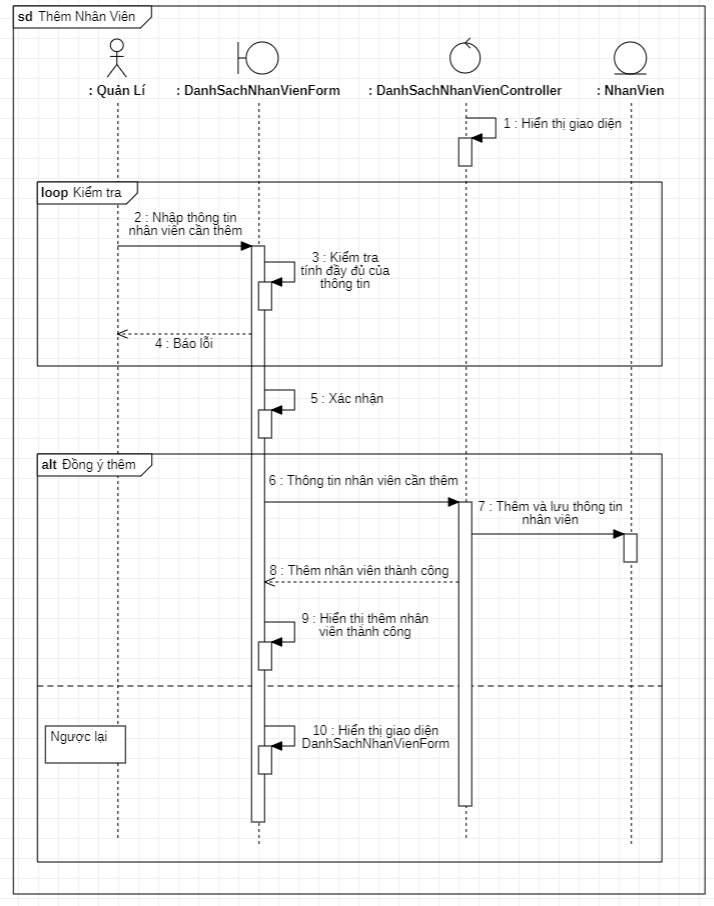 sd Thêm Nhân Viên
: Quản Lí
: DanhSachNhanVienForm
: DanhSachNhanVienController
: NhanVien
1 : Hiển thị giao diện
loop Kiểm tra
2 : Nhập thông tin
nhân viên cần thêm
3 : Kiểm tra
tính đầy đủ của
thông tin
4 : Báo lỗi
5 : Xác nhận
alt Đồng ý thêm
6 : Thông tin nhân viên cần thêm
7 : Thêm và lưu thông tin
nhân viên
8 : Thêm nhân viên thành công
9 : Hiển thị thêm nhân
viên thành công
Ngược lại
10 : Hiển thị giao diện
DanhSachNhanVienForm